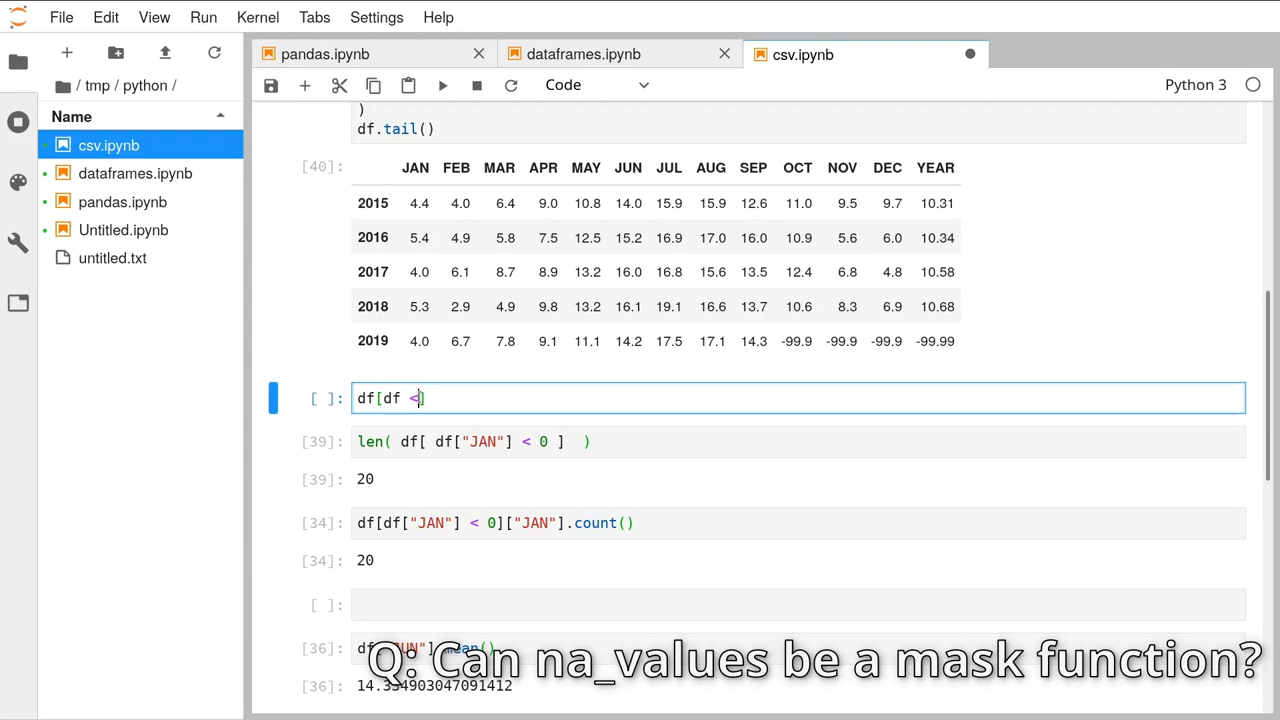 File Edit View Run Kernel Tabs Settings Help
pandas.ipynb dataframes.ipynb csv.ipynb
/ tmp / python /
Code Python 3
Name
csv.ipynb
dataframes.ipynb
pandas.ipynb
Untitled.ipynb
untitled.txt
)
df.tail()
[40]:
JAN FEB MAR APR MAY JUN JUL AUG SEP OCT NOV DEC YEAR
2015 4.4 4.0 6.4 9.0 10.8 14.0 15.9 15.9 12.6 11.0 9.5 9.7 10.31
2016 5.4 4.9 5.8 7.5 12.5 15.2 16.9 17.0 16.0 10.9 5.6 6.0 10.34
2017 4.0 6.1 8.7 8.9 13.2 16.0 16.8 15.6 13.5 12.4 6.8 4.8 10.58
2018 5.3 2.9 4.9 9.8 13.2 16.1 19.1 16.6 13.7 10.6 8.3 6.9 10.68
2019 4.0 6.7 7.8 9.1 11.1 14.2 17.5 17.1 14.3 -99.9 -99.9 -99.9 -99.99
[ ]: df[df <]
[39]: len( df[ df["JAN"] < 0 ] )
[39]: 20
[34]: df[df["JAN"] < 0]["JAN"].count()
[34]: 20
[ ]:
[36]:
Q: Can na_values be a mask function?
[36]: 14.334903047091412